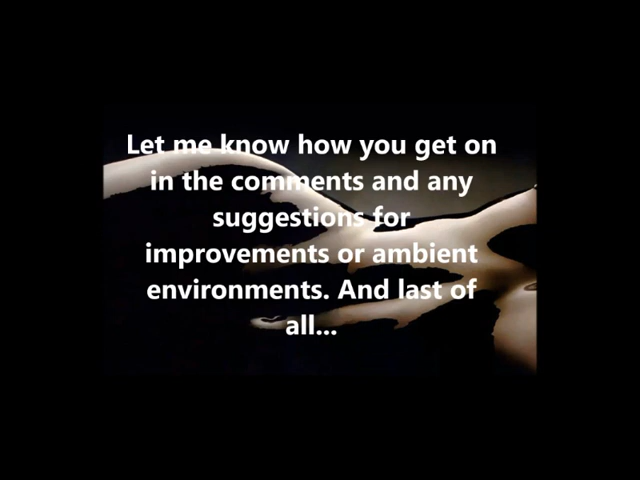 Let me know how you get on
in the comments and any
suggestions for
improvements or ambient
environments. And last of
all...